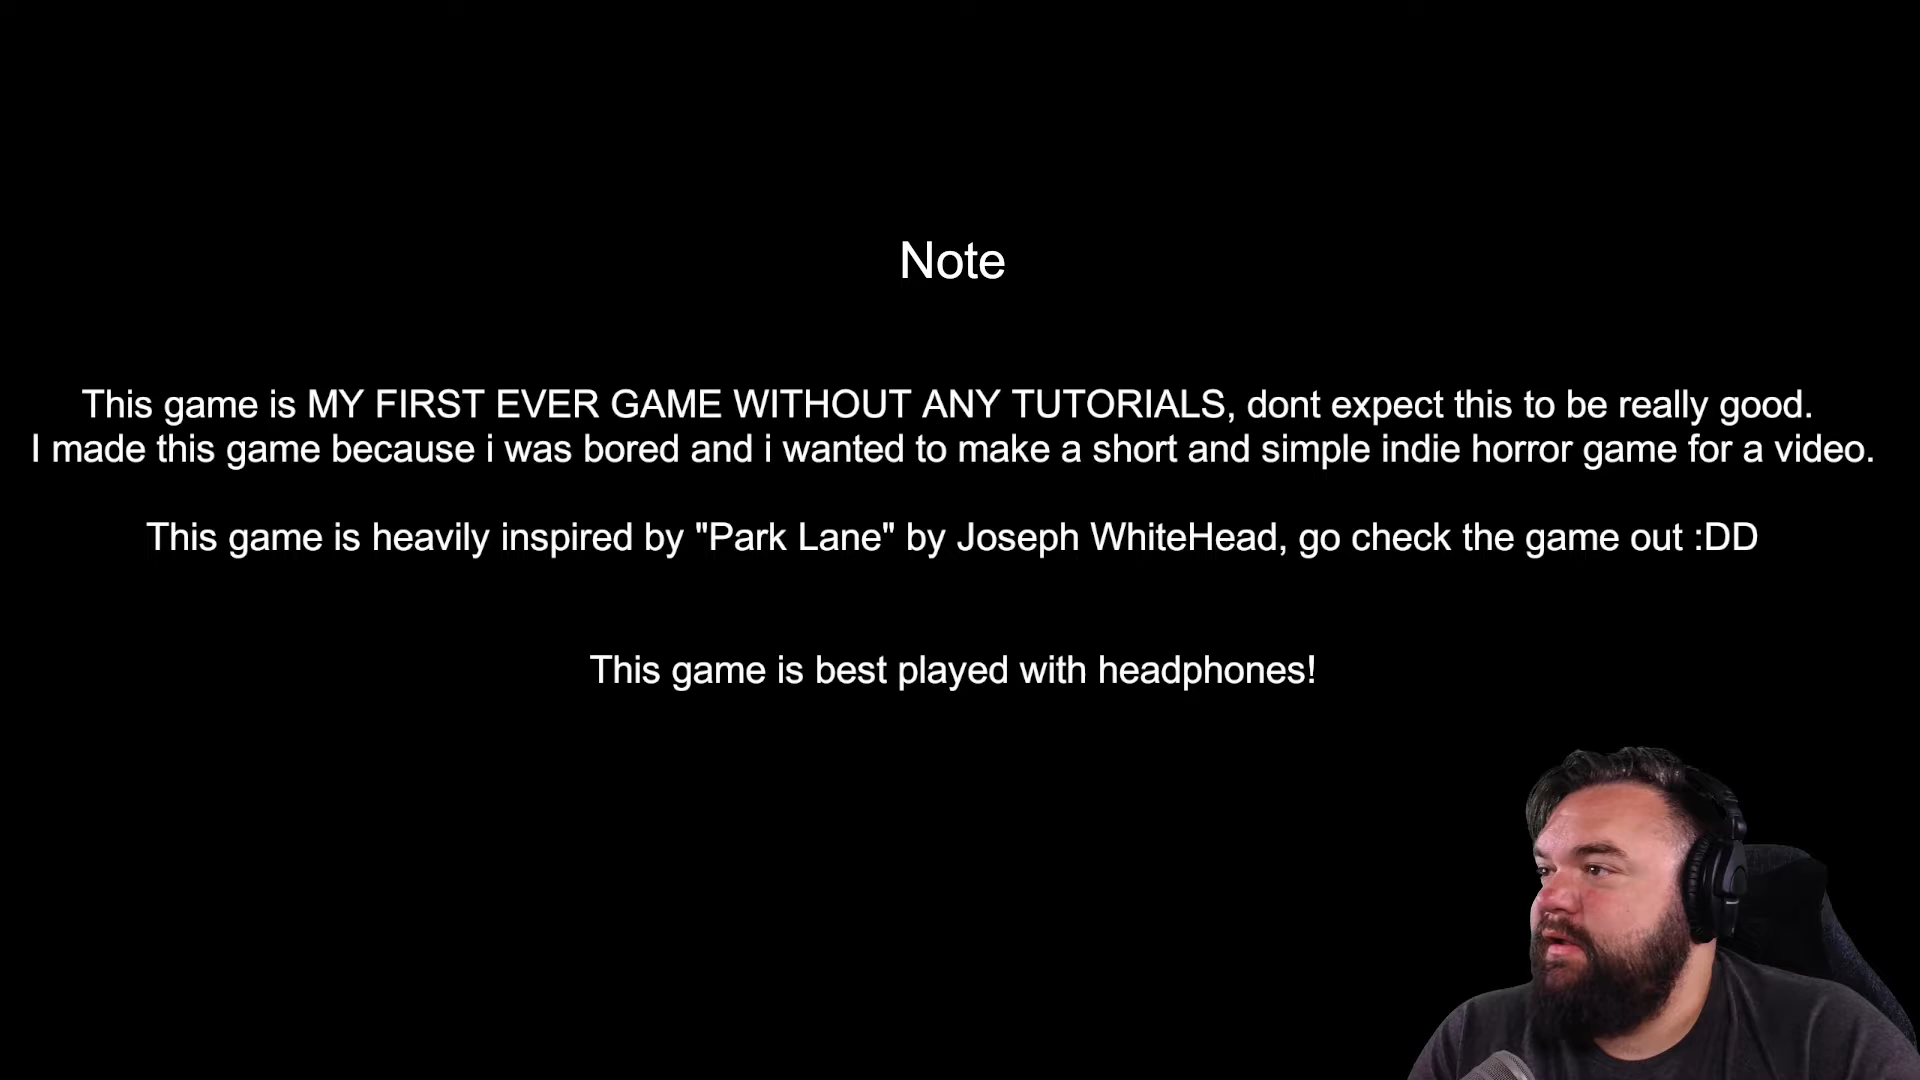 Note
This game is MY FIRST EVER GAME WITHOUT ANY TUTORIALS, dont expect this to be really good.
I made this game because i was bored and i wanted to make a short and simple indie horror game for a video.
This game is heavily inspired by "Park Lane" by Joseph WhiteHead, go check the game out :DD
This game is best played with headphones!